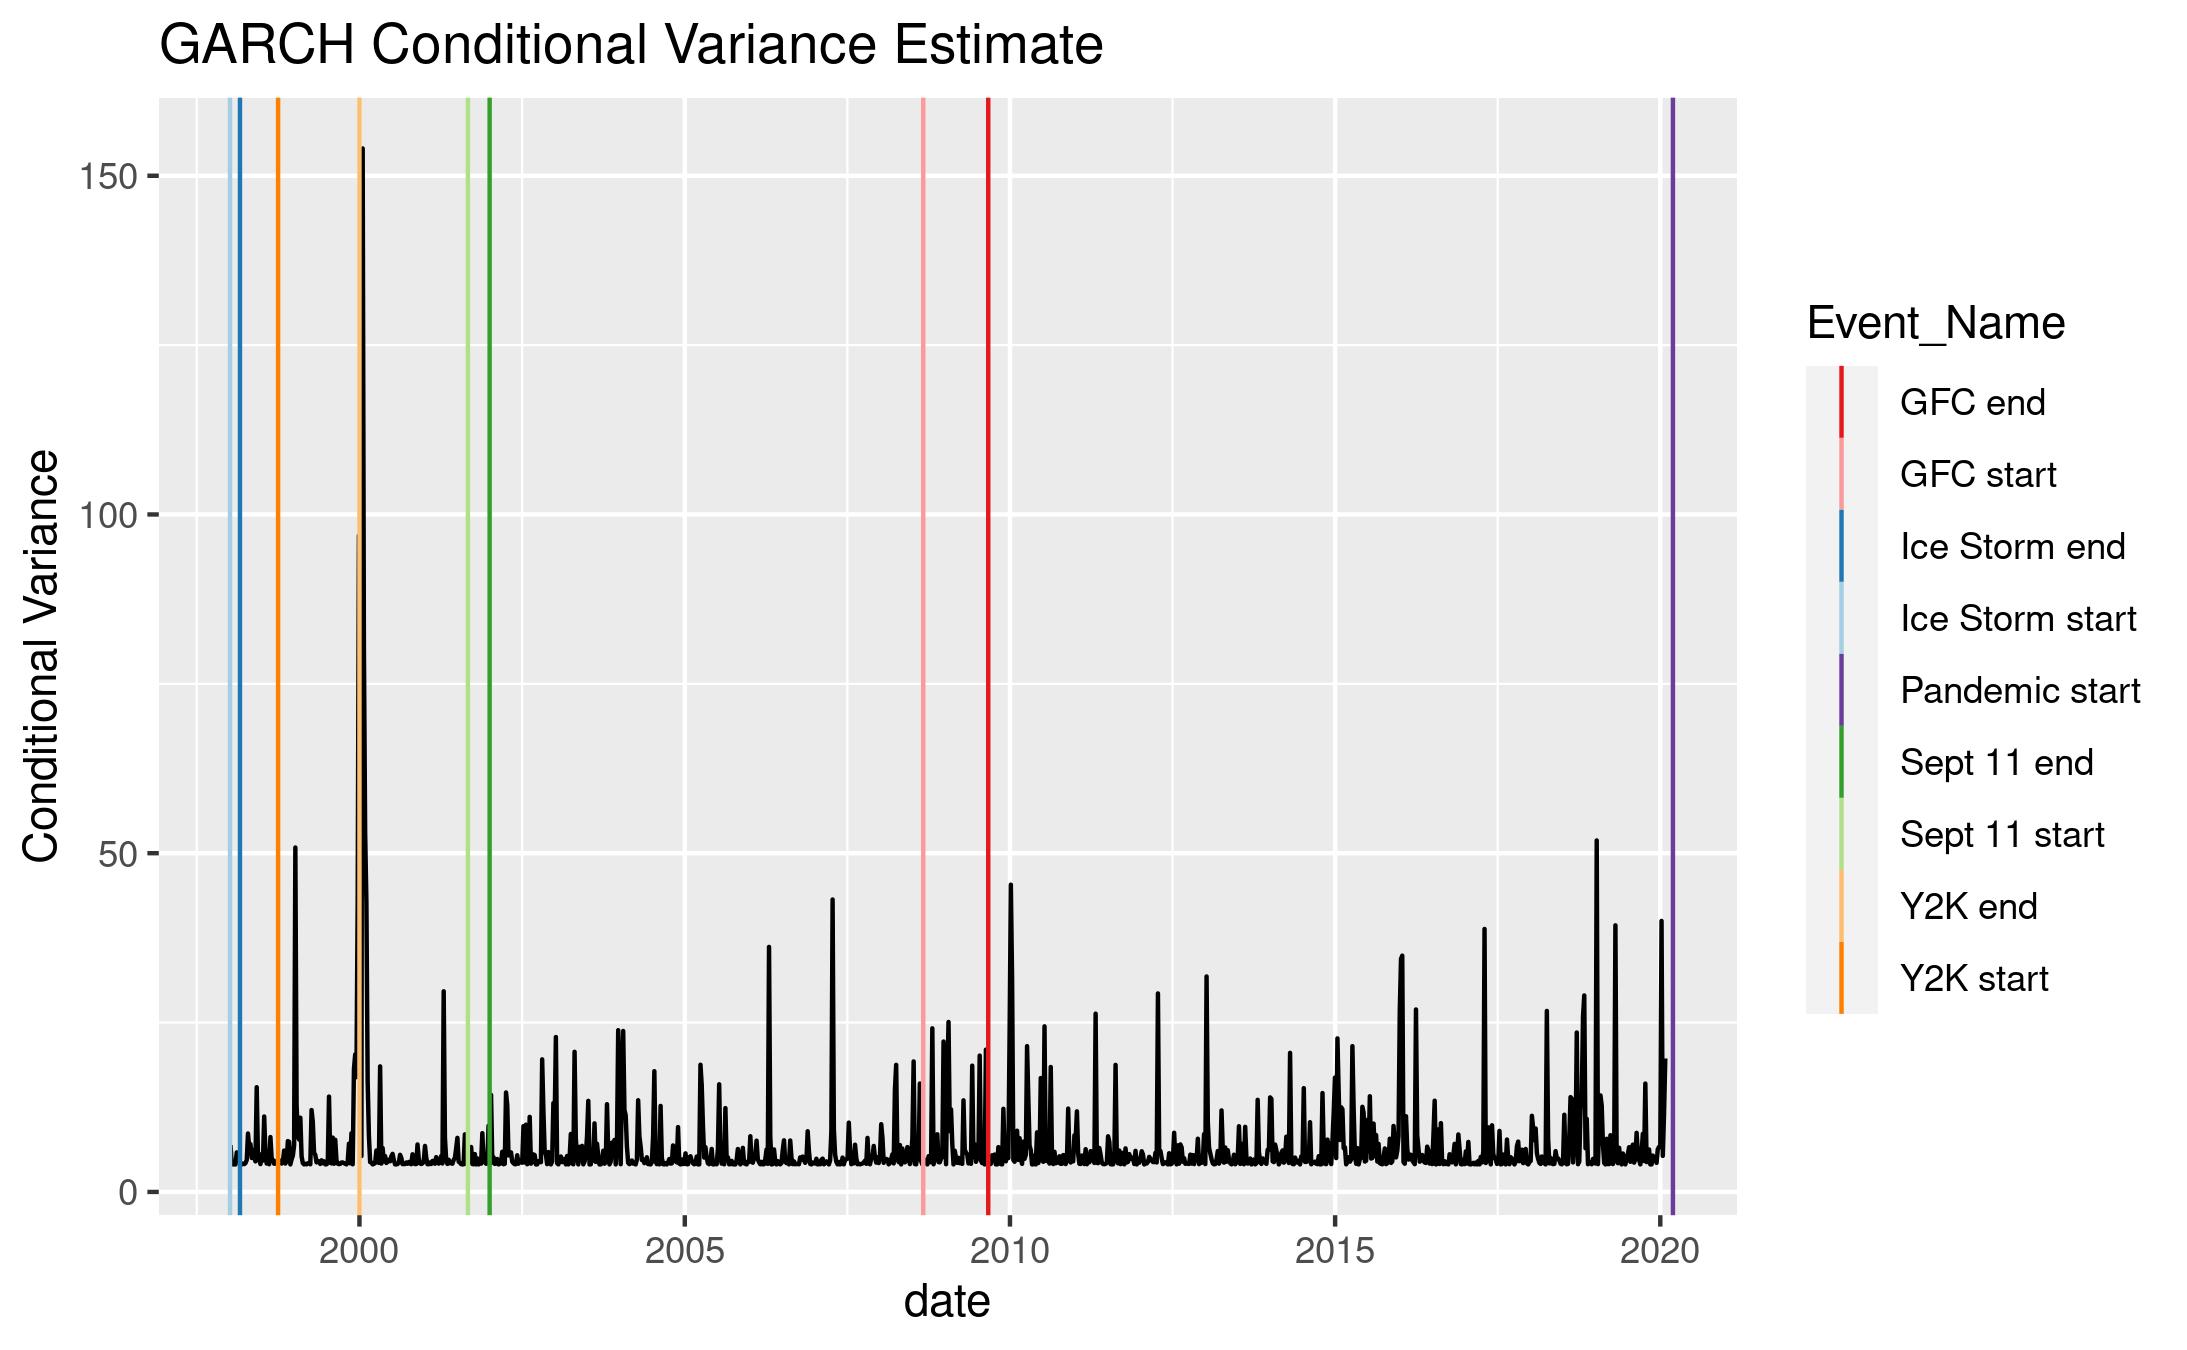 GARCH Conditional Variance Estimate
150
100
50
0
Conditional Variance
2000 2005 2010 2015 2020
date
Event_Name
GFC end
GFC start
Ice Storm end
Ice Storm start
Pandemic start
Sept 11 end
Sept 11 start
Y2K end
Y2K start